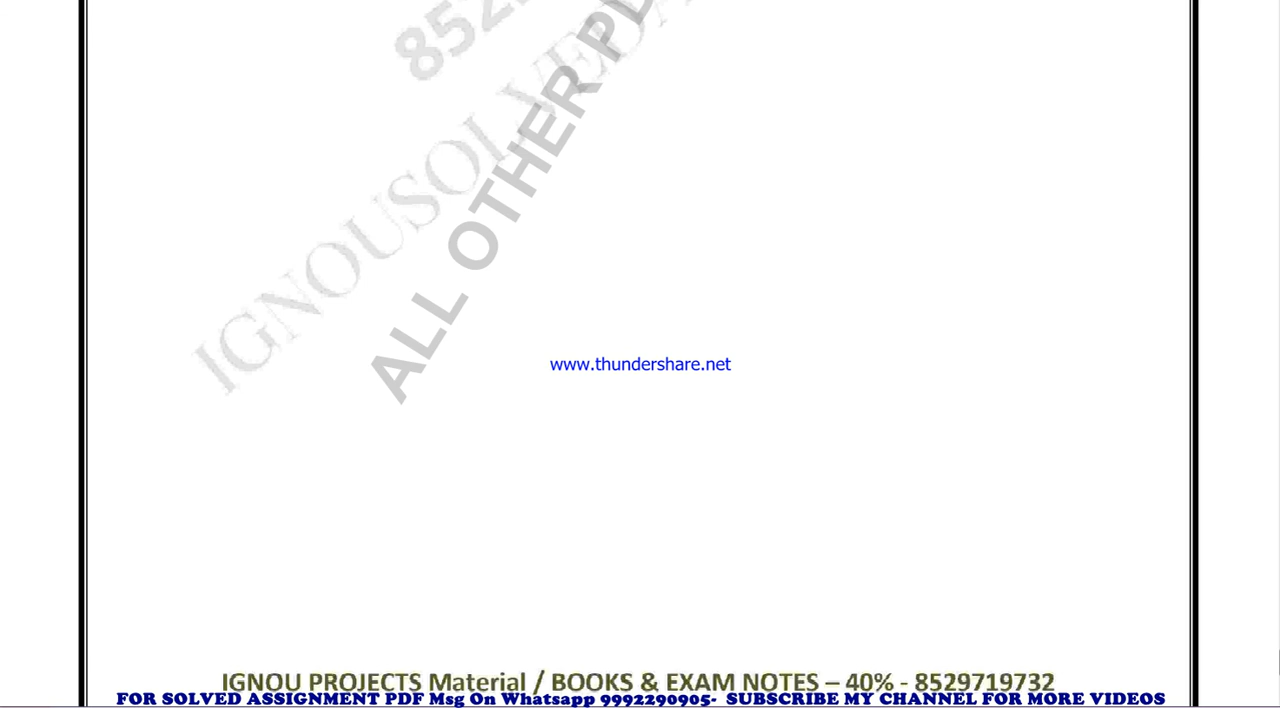 852
IGNOUSOLVED
ALL OTHER
www.thundershare.net
IGNOU PROJECTS Material / BOOKS & EXAM NOTES – 40% - 8529719732
FOR SOLVED ASSIGNMENT PDF Msg On Whatsapp 9992290905- SUBSCRIBE MY CHANNEL FOR MORE VIDEOS